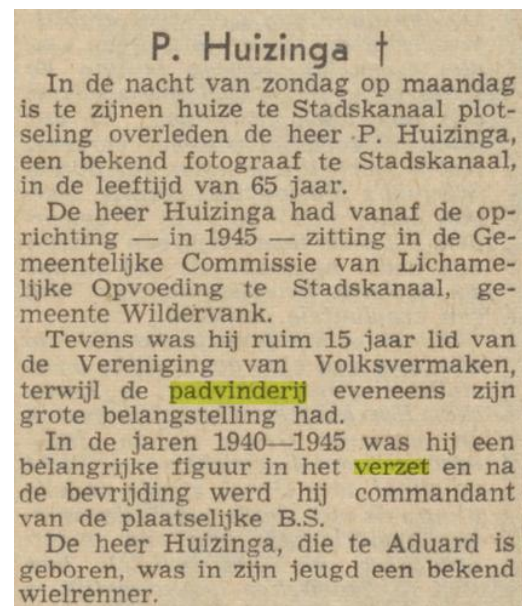 P. Huizinga †
In de nacht van zondag op maandag
is te zijnen huize te Stadskanaal plot-
seling overleden de heer P. Huizinga,
een bekend fotograaf te Stadskanaal,
in de leeftijd van 65 jaar.
De heer Huizinga had vanaf de op-
richting — in 1945 — zitting in de Ge-
meentelijke Commissie van Lichame-
lijke Opvoeding te Stadskanaal, ge-
meente Wildervank.
Tevens was hij ruim 15 jaar lid van
de Vereniging van Volksvermaken,
terwijl de padvinderij eveneens zijn
grote belangstelling had.
In de jaren 1940—1945 was hij een
belangrijke figuur in het verzet en na
de bevrijding werd hij commandant
van de plaatselijke B.S.
De heer Huizinga, die te Aduard is
geboren, was in zijn jeugd een bekend
wielrenner.